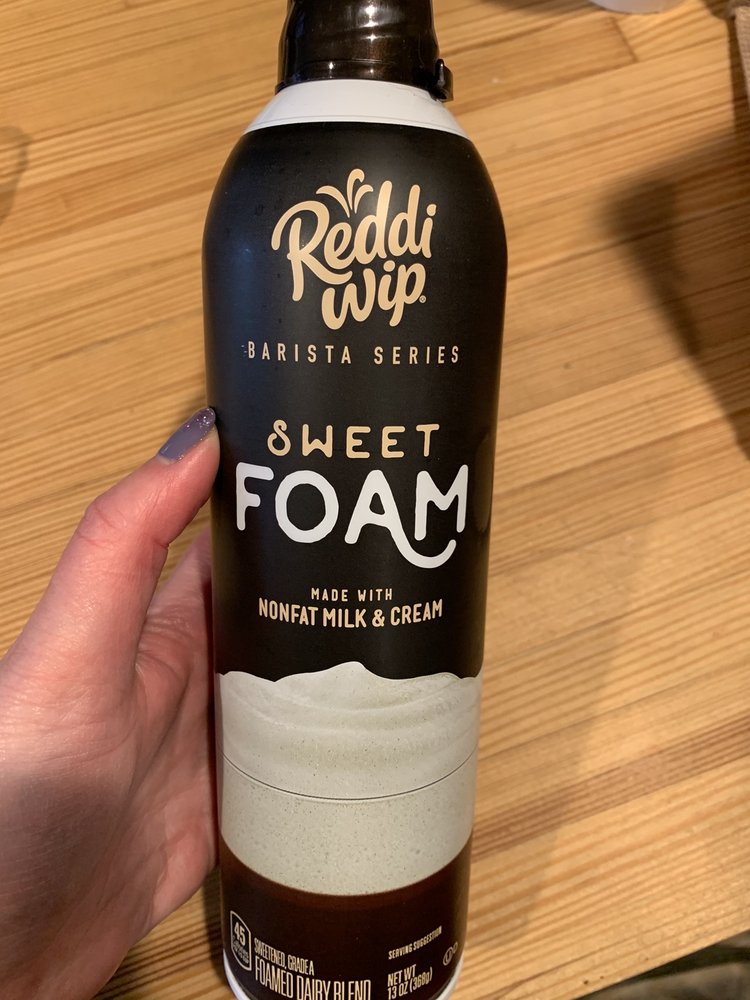 Reddi
wip®
BARISTA SERIES
SWEET
FOAM
MADE WITH
NONFAT MILK & CREAM
45
SWEETENED, GRADE A
FOAMED DAIRY BLEND
SERVING SUGGESTION
NET WT
13 OZ (368g)